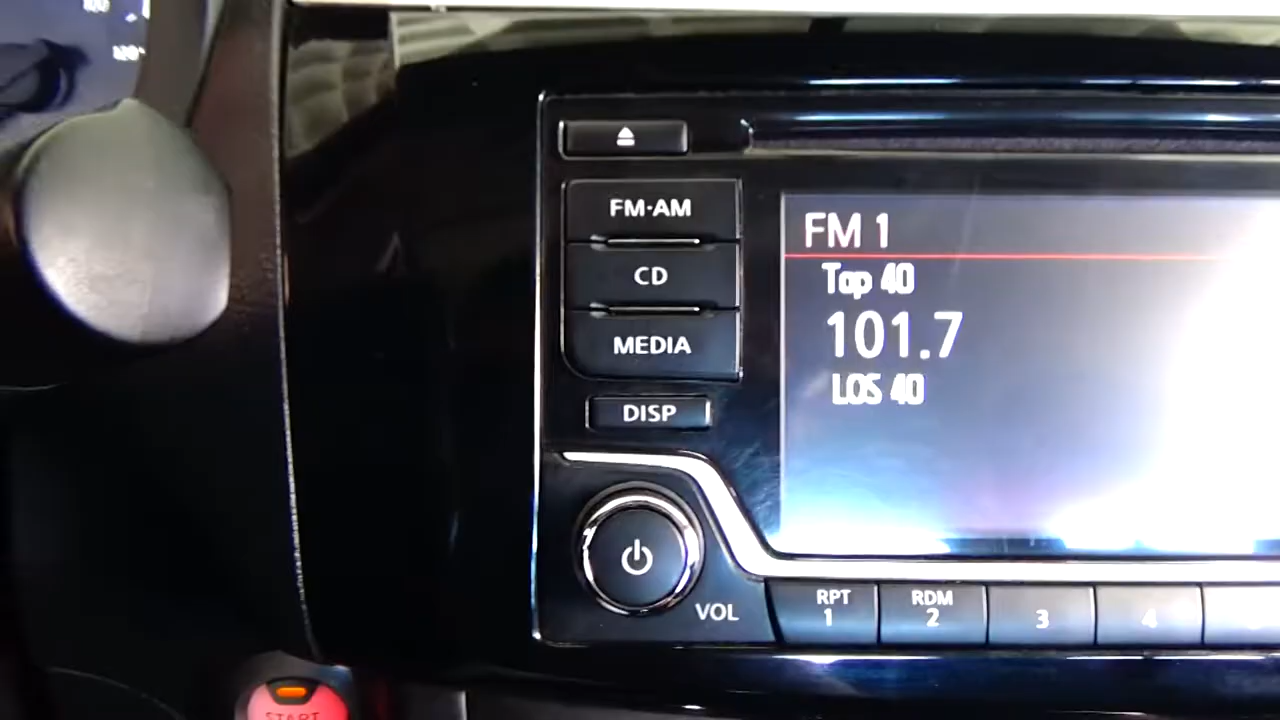 120
FM·AM
CD
MEDIA
DISP
FM 1
Top 40
101.7
LOS 40
VOL
RPT
1
RDM
2
3
4
START